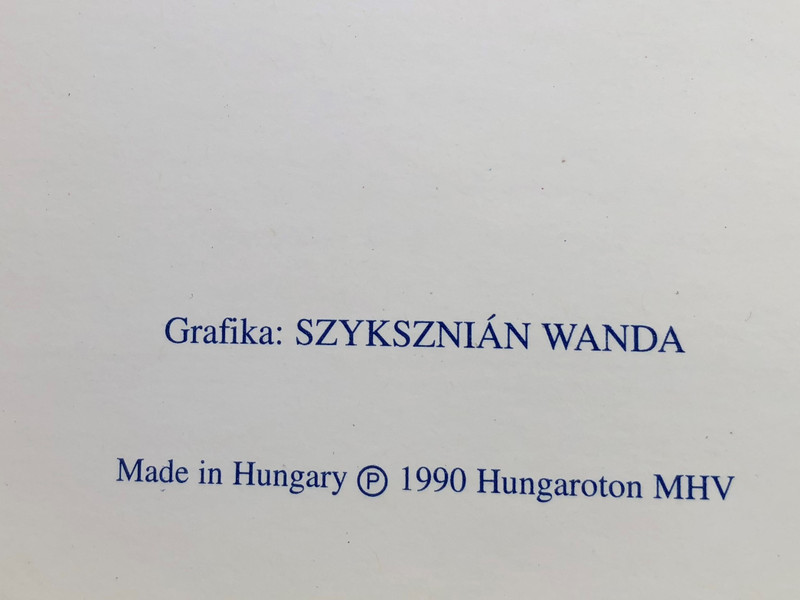 Grafika: SZYKSZNIÁN WANDA
Made in Hungary ℗ 1990 Hungaroton MHV